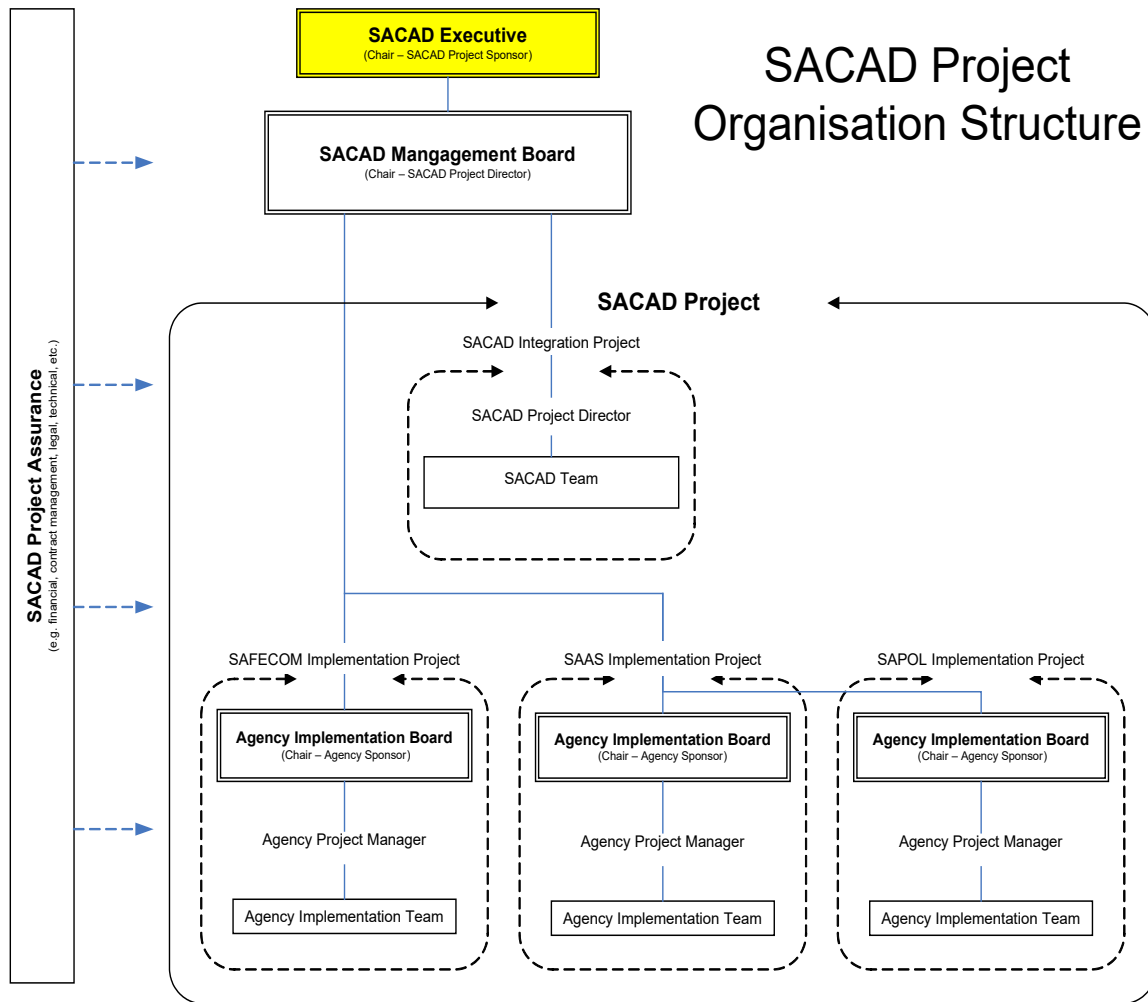 SACAD Project
Organisation Structure
SACAD Executive
(Chair – SACAD Project Sponsor)
SACAD Mangagement Board
(Chair – SACAD Project Director)
SACAD Project Assurance
(e.g. financial, contract management, legal, technical, etc.)
SACAD Project
SACAD Integration Project
SACAD Project Director
SACAD Team
SAFECOM Implementation Project
Agency Implementation Board
(Chair – Agency Sponsor)
Agency Project Manager
Agency Implementation Team
SAAS Implementation Project
Agency Implementation Board
(Chair – Agency Sponsor)
Agency Project Manager
Agency Implementation Team
SAPOL Implementation Project
Agency Implementation Board
(Chair – Agency Sponsor)
Agency Project Manager
Agency Implementation Team